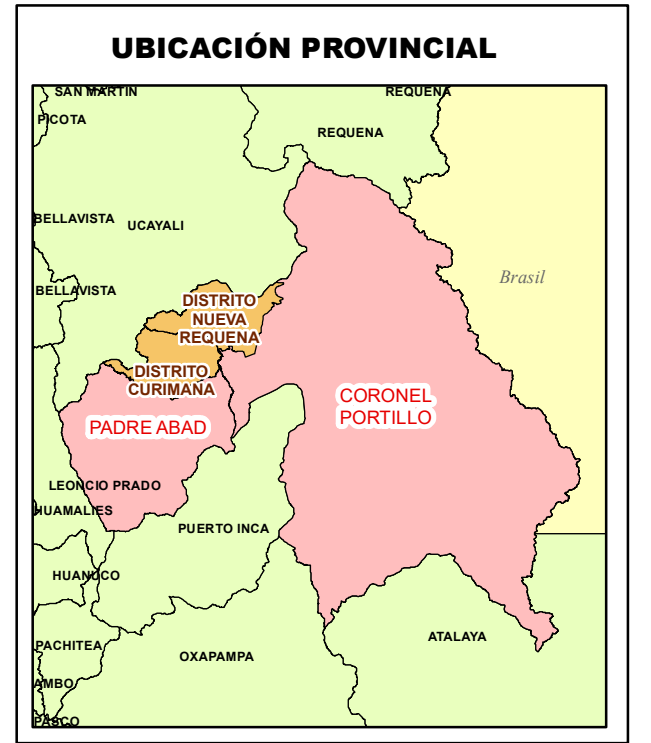 UBICACIÓN PROVINCIAL
SAN MARTIN
REQUENA
PICOTA
REQUENA
BELLAVISTA
UCAYALI
Brasil
BELLAVISTA
DISTRITO
NUEVA
REQUENA
DISTRITO
CURIMANA
CORONEL
PORTILLO
PADRE ABAD
LEONCIO PRADO
HUAMALIES
PUERTO INCA
HUANUCO
PACHITEA
ATALAYA
OXAPAMPA
AMBO
PASCO